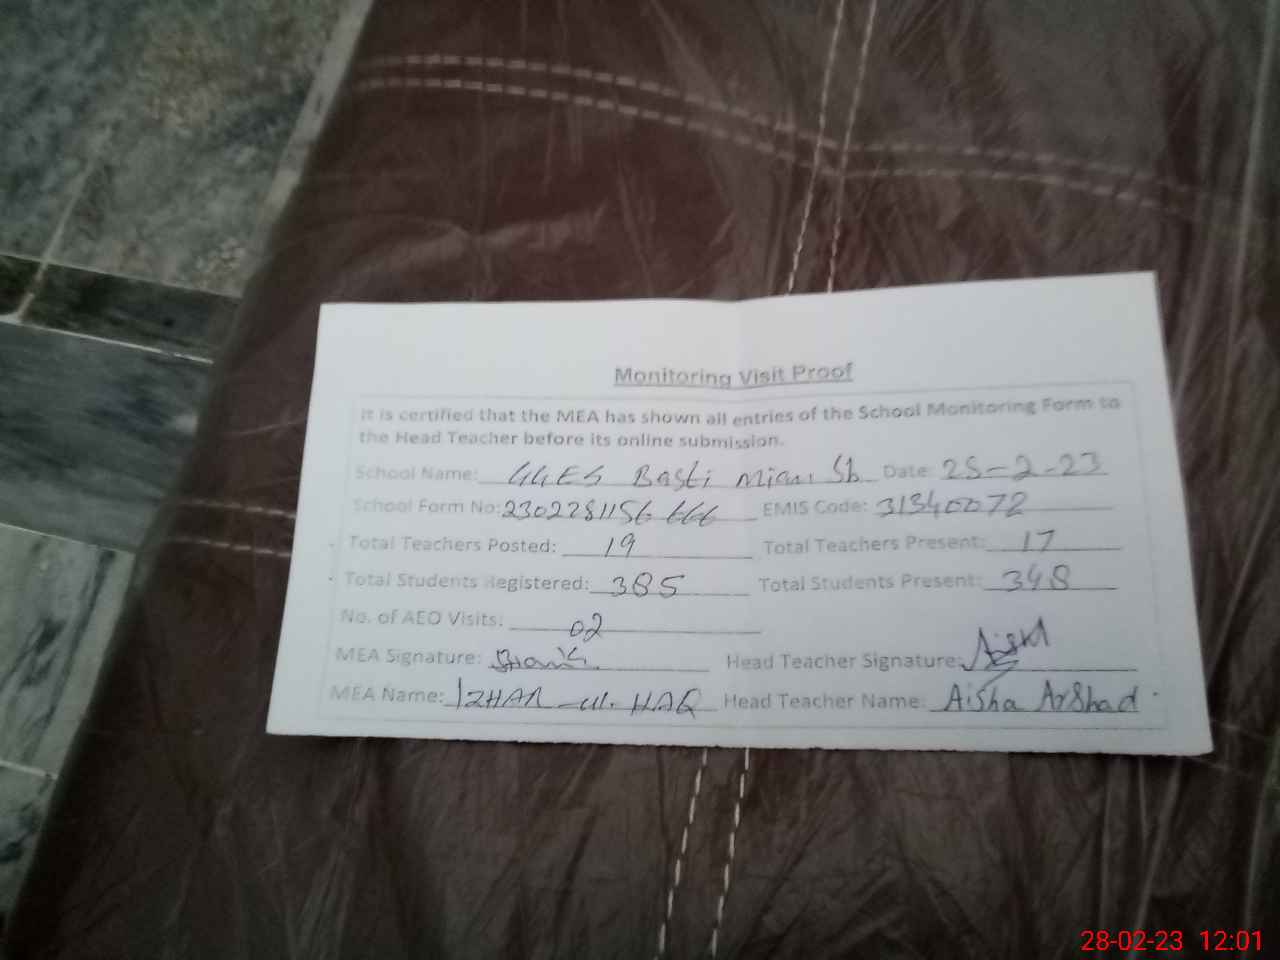 Monitoring Visit Proof
It is certified that the MEA has shown all entries of the School Monitoring Form to
the Head Teacher before its online submission.
School Name: GGES Basti Mian Sb Date: 28-2-23
School Form No: 2302281156 666 EMIS Code: 31340072
Total Teachers Posted: 19 Total Teachers Present: 17
Total Students Registered: 385 Total Students Present: 348
No. of AEO Visits: 02
MEA Signature: Head Teacher Signature:
MEA Name: IZHAR-ul-HAQ Head Teacher Name: Aisha Arshad
28-02-23 12:01